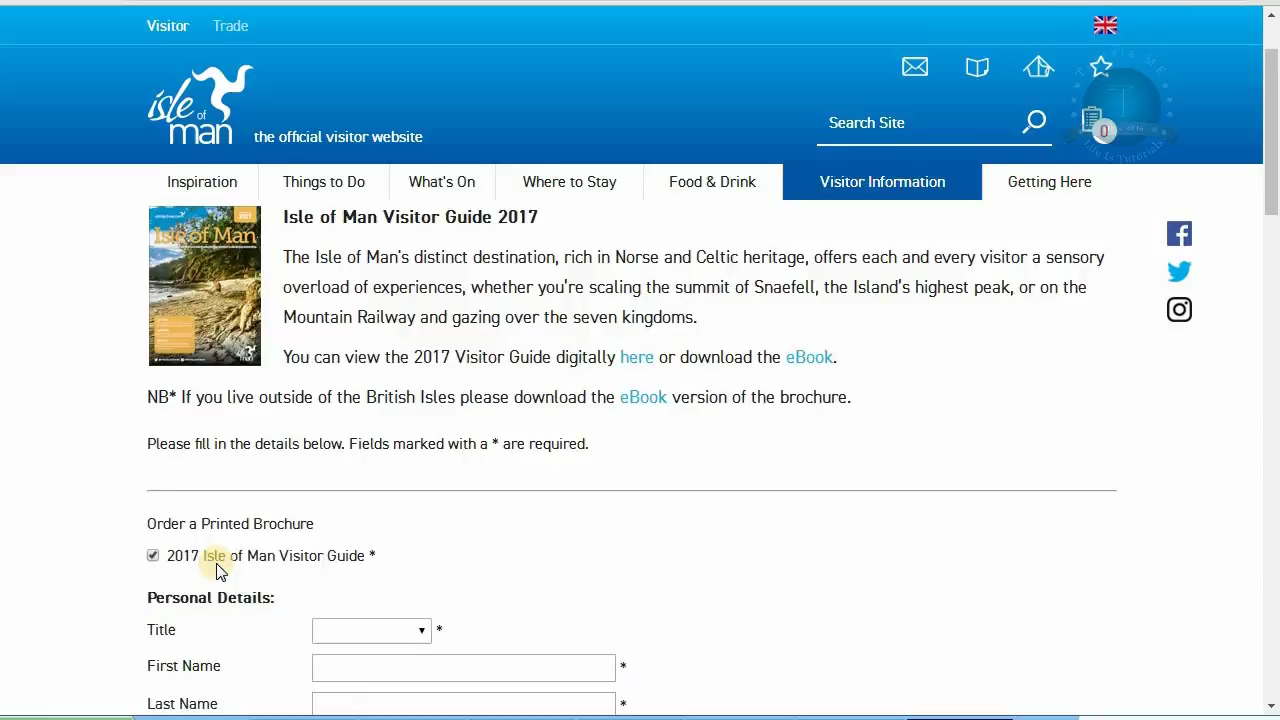 Visitor Trade
isle of man
the official visitor website
Search Site
0
Inspiration Things to Do What's On Where to Stay Food & Drink Visitor Information Getting Here
Isle of Man
Isle of Man Visitor Guide 2017
The Isle of Man's distinct destination, rich in Norse and Celtic heritage, offers each and every visitor a sensory
overload of experiences, whether you're scaling the summit of Snaefell, the Island's highest peak, or on the
Mountain Railway and gazing over the seven kingdoms.
You can view the 2017 Visitor Guide digitally here or download the eBook.
NB* If you live outside of the British Isles please download the eBook version of the brochure.
Please fill in the details below. Fields marked with a * are required.
Order a Printed Brochure
2017 Isle of Man Visitor Guide *
Personal Details:
Title *
First Name *
Last Name *